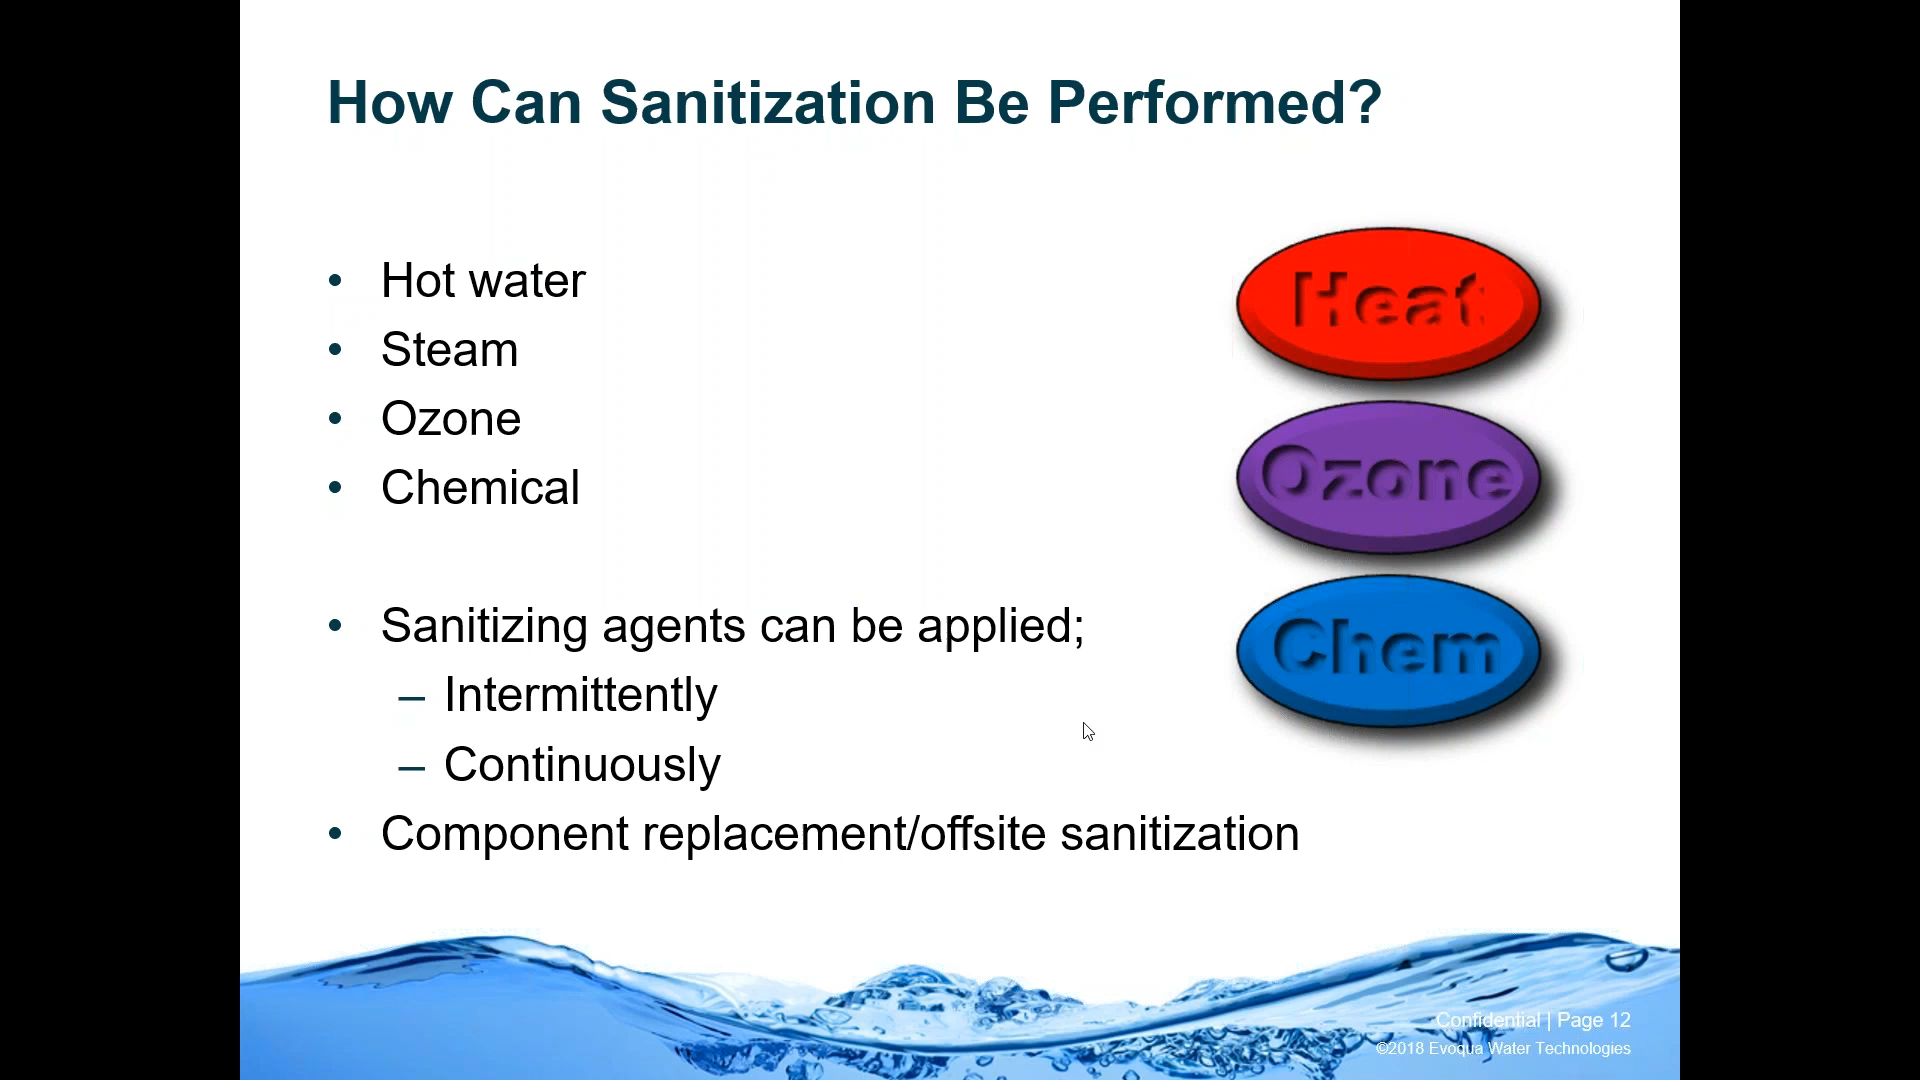 How Can Sanitization Be Performed?
• Hot water
• Steam
• Ozone
• Chemical
• Sanitizing agents can be applied;
– Intermittently
– Continuously
• Component replacement/offsite sanitization
Heat
Ozone
Chem
Confidential | Page 12
©2018 Evoqua Water Technologies